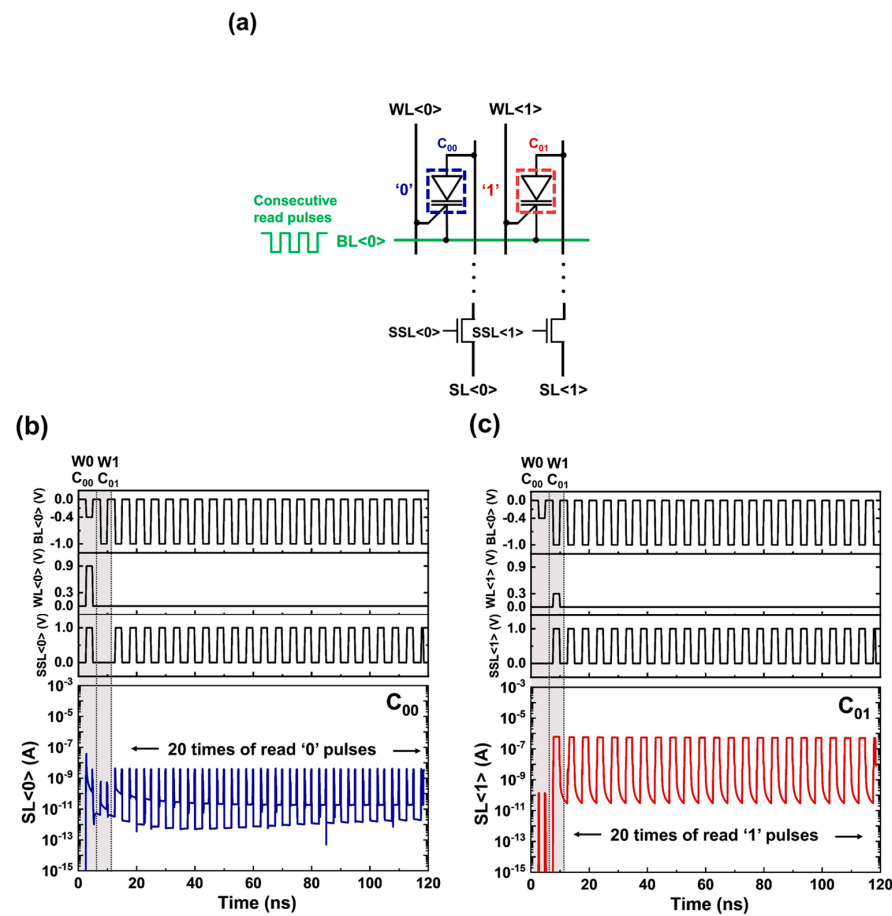 (a)
WL<0> WL<1>
C00 C01
‘0’ ‘1’
Consecutive
read pulses
BL<0>
SSL<0> SSL<1>
SL<0> SL<1>
(b)
W0 W1
C00 C01
BL<0> (V)
0.0
-0.4
-1.0
WL<0> (V)
0.9
0.3
0.0
SSL<0> (V)
1.0
0.0
SL<0> (A)
10-3
10-5
10-7
10-9
10-11
10-13
10-15
C00
20 times of read ‘0’ pulses
0 20 40 60 80 100 120
Time (ns)
(c)
W0 W1
C00 C01
BL<0> (V)
0.0
-0.4
-1.0
WL<1> (V)
0.9
0.3
0.0
SSL<1> (V)
1.0
0.0
SL<1> (A)
10-3
10-5
10-7
10-9
10-11
10-13
10-15
C01
20 times of read ‘1’ pulses
0 20 40 60 80 100 120
Time (ns)